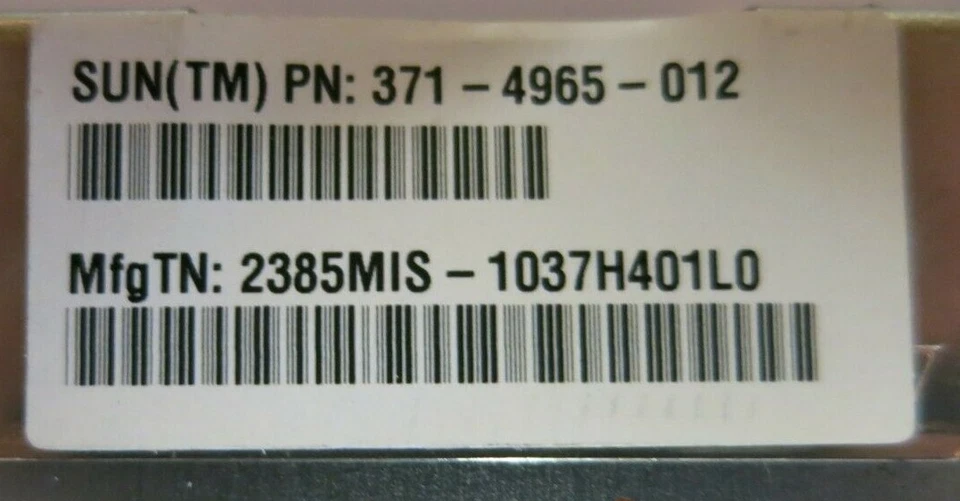 SUN(TM) PN: 371 – 4965 – 012
MfgTN: 2385MIS – 1037H401L0